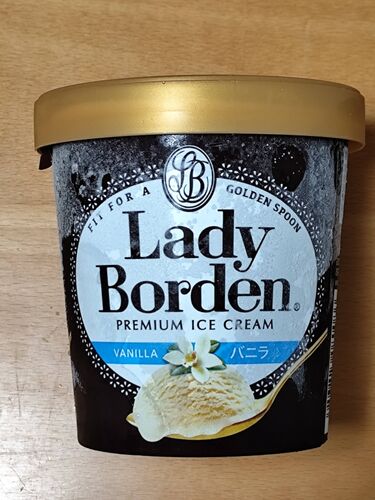 LB
FIT FOR A GOLDEN SPOON
Lady
Borden®
PREMIUM ICE CREAM
VANILLA バニラ